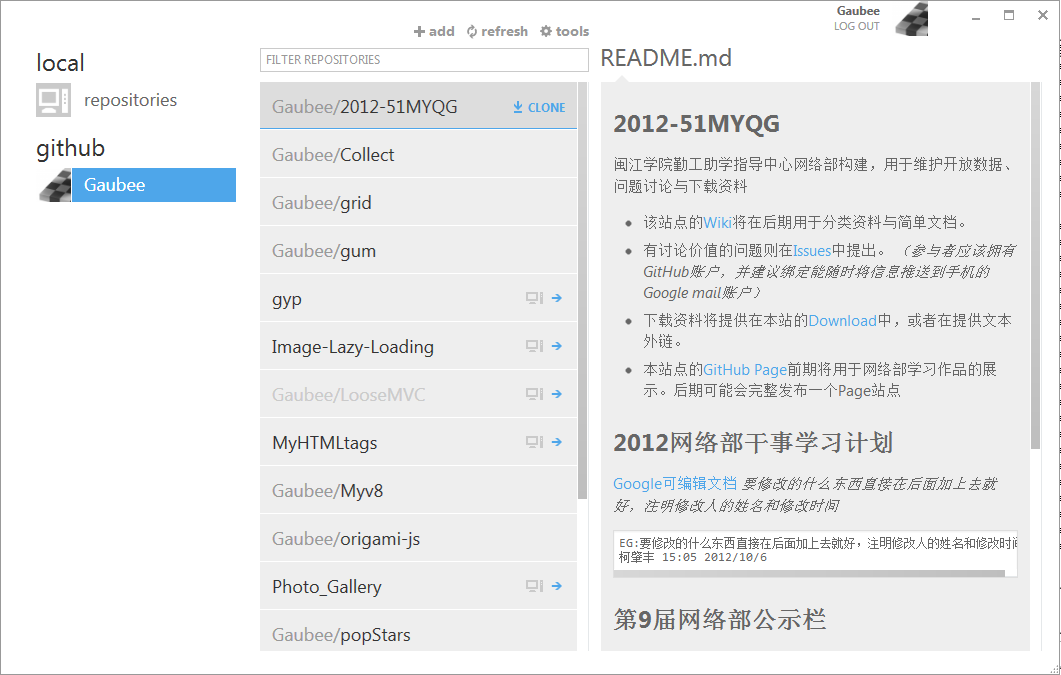 Gaubee
LOG OUT
add refresh tools
local
repositories
github
Gaubee
FILTER REPOSITORIES
Gaubee/2012-51MYQG CLONE
Gaubee/Collect
Gaubee/grid
Gaubee/gum
gyp
Image-Lazy-Loading
Gaubee/LooseMVC
MyHTMLtags
Gaubee/Myv8
Gaubee/origami-js
Photo_Gallery
Gaubee/popStars
README.md
2012-51MYQG
闽江学院勤工助学指导中心网络部构建，用于维护开放数据、
问题讨论与下载资料
该站点的Wiki将在后期用于分类资料与简单文档。
有讨论价值的问题则在Issues中提出。（参与者应该拥有
GitHub账户，并建议绑定能随时将信息推送到手机的
Google mail账户）
下载资料将提供在本站的Download中，或者在提供文本
外链。
本站点的GitHub Page前期将用于网络部学习作品的展
示。后期可能会完整发布一个Page站点
2012网络部干事学习计划
Google可编辑文档 要修改的什么东西直接在后面加上去就
好，注明修改人的姓名和修改时间
EG:要修改的什么东西直接在后面加上去就好，注明修改人的姓名和修改时间
柯肇丰 15:05 2012/10/6
第9届网络部公示栏